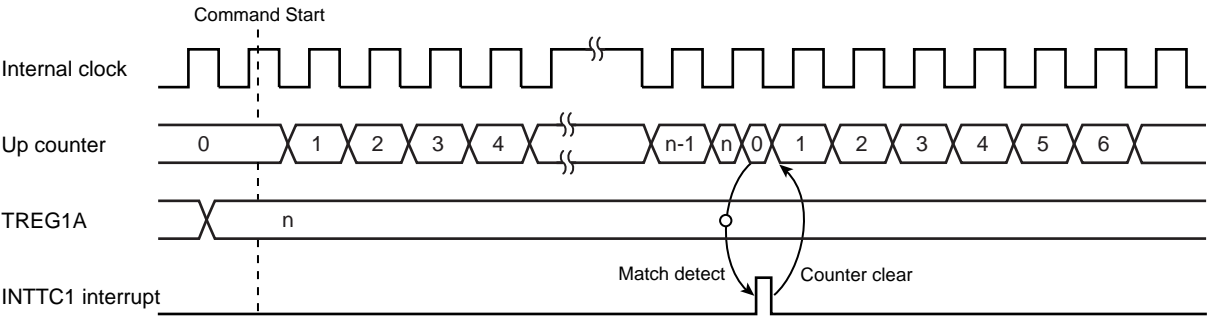 Command Start
Internal clock
Up counter 0 1 2 3 4 n-1 n 0 1 2 3 4 5 6
TREG1A n
Match detect Counter clear
INTTC1 interrupt